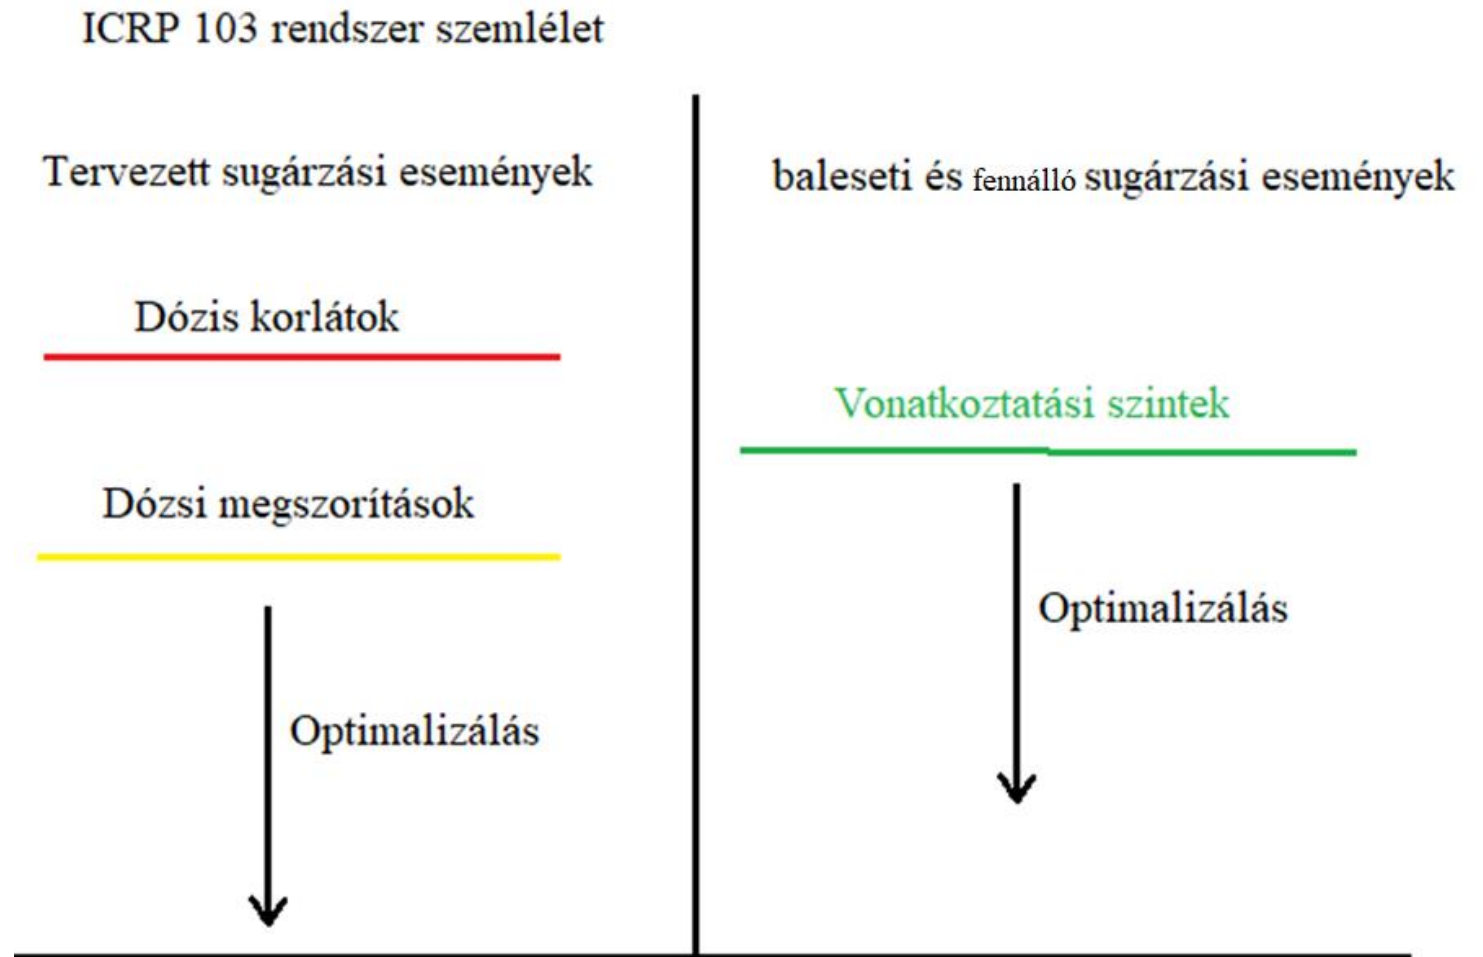 ICRP 103 rendszer szemlélet
Tervezett sugárzási események
baleseti és fennálló sugárzási események
Dózis korlátok
Vonatkoztatási szintek
Dózsi megszorítások
Optimalizálás
Optimalizálás